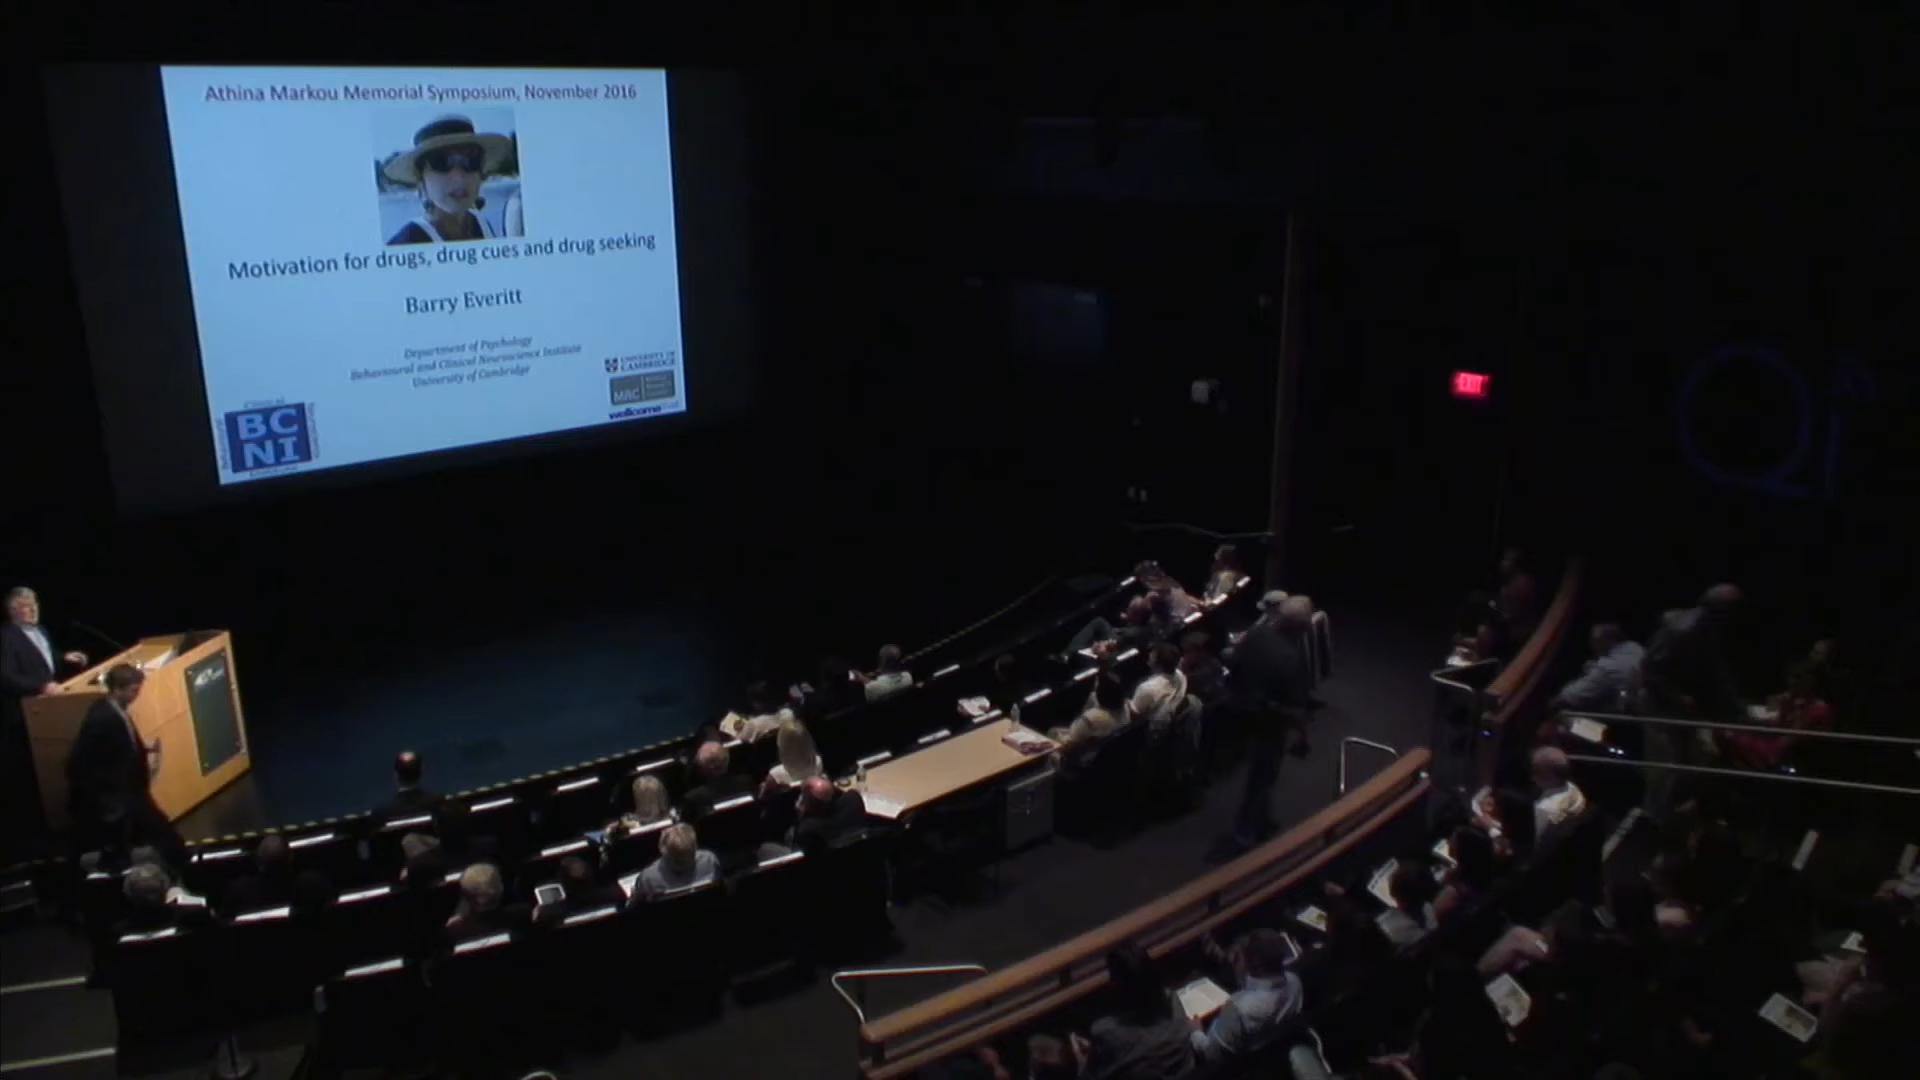 Athina Markou Memorial Symposium, November 2016
Motivation for drugs, drug cues and drug seeking
Barry Everitt
Department of Psychology
Behavioural and Clinical Neuroscience Institute
University of Cambridge
UNIVERSITY OF
CAMBRIDGE
MRC
wellcome
BC
NI
EXIT